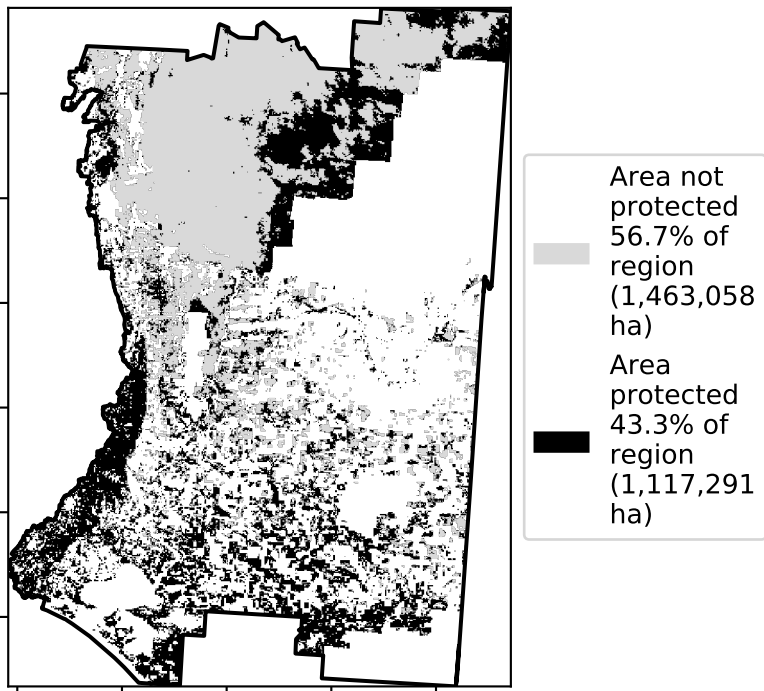 Area not
protected
56.7% of
region
(1,463,058
ha)
Area
protected
43.3% of
region
(1,117,291
ha)